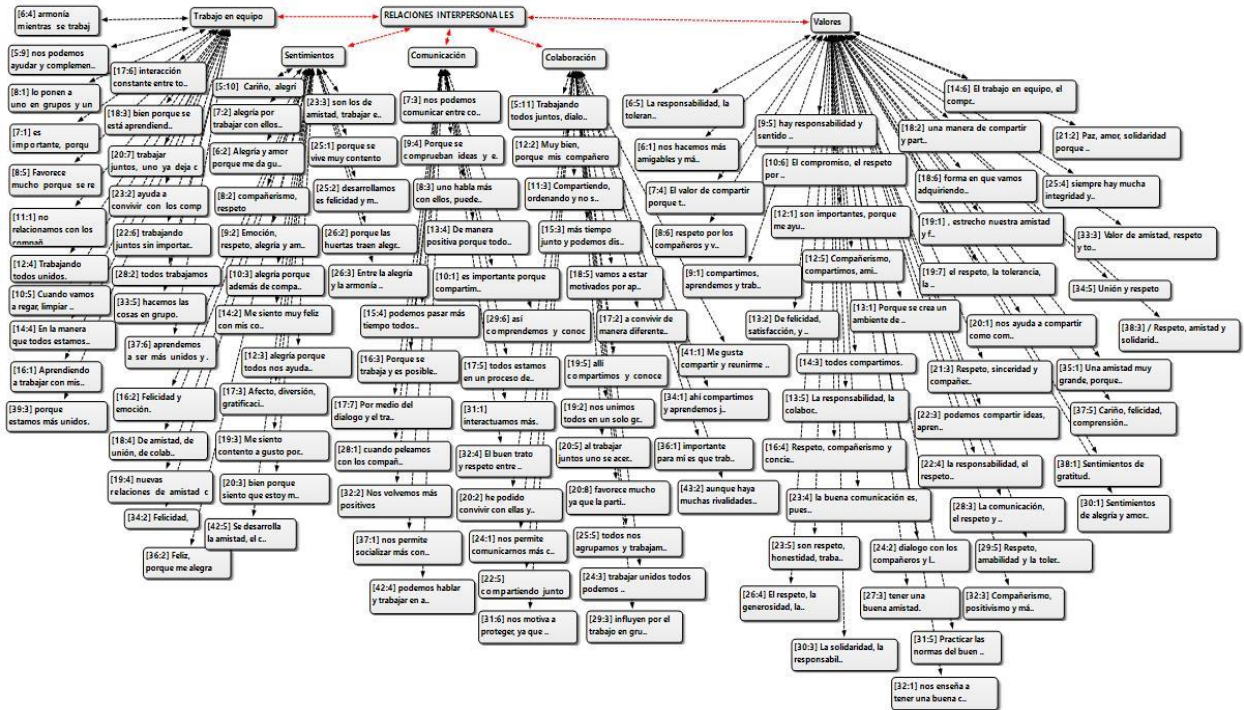 RELACIONES INTERPERSONALES
Trabajo en equipo
Valores
Sentimientos
Comunicación
Colaboración
[6:4] armonía
mientras se trabaj
[5:9] nos podemos
ayudar y complemen..
[8:1] lo ponen a
uno en grupos y un
[7:1] es
importante, porqu
[8:5] Favorece
mucho porque se re
[11:1] no
relacionamos con los
compañ
[12:4] Trabajando
todos unidos.
[10:5] Cuando vamos
a regar, limpiar ..
[14:4] En la manera
que todos estamos..
[16:1] Aprendiendo
a trabajar con mis..
[39:3] porque
estamos más unidos.
[17:6] interacción
constante entre to..
[18:3] bien porque se
está aprendiend..
[20:7] trabajar
juntos, uno ya deja c
[23:2] ayuda a
convivir con los comp
[22:6] trabajando
juntos sin importar..
[28:2] todos trabajamos
[33:5] hacemos las
cosas en grupo.
[37:6] aprendemos
a ser más unidos y .
[16:2] Felicidad y
emoción.
[18:4] De amistad, de
unión, de colab..
[19:4] nuevas
relaciones de amistad c
[34:2] Felicidad,
[36:2] Feliz,
porque me alegra
[5:10] Cariño, alegrí
[7:2] alegría por
trabajar con ellos..
[6:2] Alegría y amor
porque me da gu..
[8:2] compañerismo,
respeto
[9:2] Emoción,
respeto, alegría y am..
[10:3] alegría porque
además de compa..
[14:2] Me siento muy feliz
con mis co..
[12:3] alegría porque
todos nos ayuda..
[17:3] Afecto, diversión,
gratificaci..
[19:3] Me siento
contento a gusto por..
[20:3] bien porque
siento que estoy m..
[42:5] Se desarrolla
la amistad, el c..
[23:3] son los de
amistad, trabajar e..
[25:1] porque se
vive muy contento
[25:2] desarrollamos
es felicidad y m..
[26:2] porque las
huertas traen alegr..
[26:3] Entre la alegría
y la armonía ..
[7:3] nos podemos
comunicar entre co..
[9:4] Porque se
comprueban ideas y e.
[8:3] uno habla más
con ellos, puede..
[13:4] De manera
positiva porque todo..
[10:1] es importante porque
compartim..
[15:4] podemos pasar más
tiempo todos..
[29:6] así
comprendemos y conoc
[16:3] Porque se
trabaja y es posible..
[17:5] todos estamos
en un proceso de..
[17:7] Por medio del
dialogo y el tra..
[31:1]
interactuamos más.
[28:1] cuando peleamos
con los compañ..
[32:4] El buen trato
y respeto entre ..
[32:2] Nos volvemos más
positivos
[20:2] he podido
convivir con ellas y..
[37:1] nos permite
socializar más con..
[24:1] nos permite
comunicarnos más c..
[42:4] podemos hablar
y trabajar en a..
[22:5]
compartiendo junto
[31:6] nos motiva a
proteger, ya que ..
[5:11] Trabajando
todos juntos, dialo..
[12:2] Muy bien,
porque mis compañero
[11:3] Compartiendo,
ordenando y no s..
[15:3] más tiempo
junto y podemos dis..
[18:5] vamos a estar
motivados por ap..
[17:2] a convivir de
manera diferente..
[19:5] allí
compartimos y conoce
[19:2] nos unimos
todos en un solo gr..
[20:5] al trabajar
juntos uno se acer..
[20:8] favorece mucho
ya que la parti..
[25:5] todos nos
agrupamos y trabajam..
[24:3] trabajar unidos todos
podemos ..
[29:3] influyen por el
trabajo en gru..
[41:1] Me gusta
compartir y reunirme ..
[34:1] ahí compartimos
y aprendemos j..
[36:1] importante
para mi es que trab..
[43:2] aunque haya
muchas rivalidades..
[6:5] La responsabilidad, la
toleran..
[6:1] nos hacemos más
amigables y má..
[7:4] El valor de compartir
porque t..
[8:6] respeto por los
compañeros y v..
[9:1] compartimos,
aprendemos y trab..
[9:5] hay responsabilidad y
sentido ..
[10:6] El compromiso, el respeto
por ..
[12:1] son importantes, porque
me ayu..
[12:5] Compañerismo,
compartimos, ami..
[13:2] De felicidad,
satisfacción, y ..
[13:1] Porque se crea un
ambiente de ..
[14:3] todos compartimos.
[13:5] La responsabilidad, la
colabor..
[16:4] Respeto, compañerismo y
concie..
[23:4] la buena comunicación es,
pues..
[23:5] son respeto,
honestidad, traba..
[26:4] El respeto, la
generosidad, la..
[30:3] La solidaridad, la
responsabil..
[14:6] El trabajo en equipo, el
compr..
[18:2] una manera de compartir
y part..
[21:2] Paz, amor, solidaridad
porque ..
[18:6] forma en que vamos
adquiriendo..
[25:4] siempre hay mucha
integridad y..
[19:1] , estrecho nuestra amistad
y f...
[33:3] Valor de amistad, respeto
y to..
[19:7] el respeto, la tolerancia,
la ..
[34:5] Unión y respeto
[20:1] nos ayuda a compartir
como com..
[38:3] / Respeto, amistad y
solidarid..
[21:3] Respeto, sinceridad y
compañer..
[35:1] Una amistad muy
grande, porque..
[22:3] podemos compartir ideas,
apren..
[37:5] Cariño, felicidad,
comprensión..
[22:4] la responsabilidad, el
respeto..
[38:1] Sentimientos de
gratitud.
[28:3] La comunicación,
el respeto y ..
[30:1] Sentimientos
de alegría y amor..
[24:2] dialogo con los
compañeros y l..
[29:5] Respeto,
amabilidad y la toler..
[27:3] tener una
buena amistad.
[32:3] Compañerismo,
positivismo y má..
[31:5] Practicar las
normas del buen ..
[32:1] nos enseña a
tener una buena c..